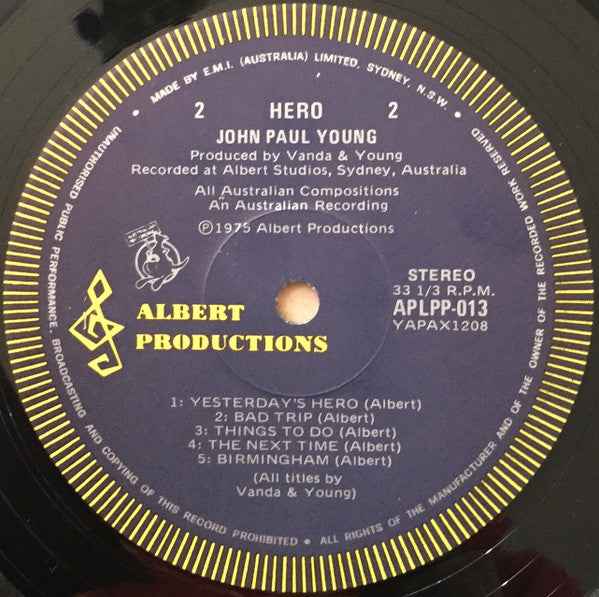 • MADE BY E.M.I. (AUSTRALIA) LIMITED. SYDNEY, N.S.W. •
2 HERO 2
JOHN PAUL YOUNG
Produced by Vanda & Young
Recorded at Albert Studios, Sydney, Australia
All Australian Compositions
An Australian Recording
℗1975 Albert Productions
STEREO
33 1/3 R.P.M.
APLPP-013
YAPAX1208
ALBERT
PRODUCTIONS
1: YESTERDAY'S HERO (Albert)
2: BAD TRIP (Albert)
3: THINGS TO DO (Albert)
4: THE NEXT TIME (Albert)
5: BIRMINGHAM (Albert)
(All titles by
Vanda & Young)
UNAUTHORISED PUBLIC PERFORMANCE, BROADCASTING AND COPYING OF THIS RECORD PROHIBITED • ALL RIGHTS OF THE MANUFACTURER AND OF THE OWNER OF THE RECORDED WORK RESERVED